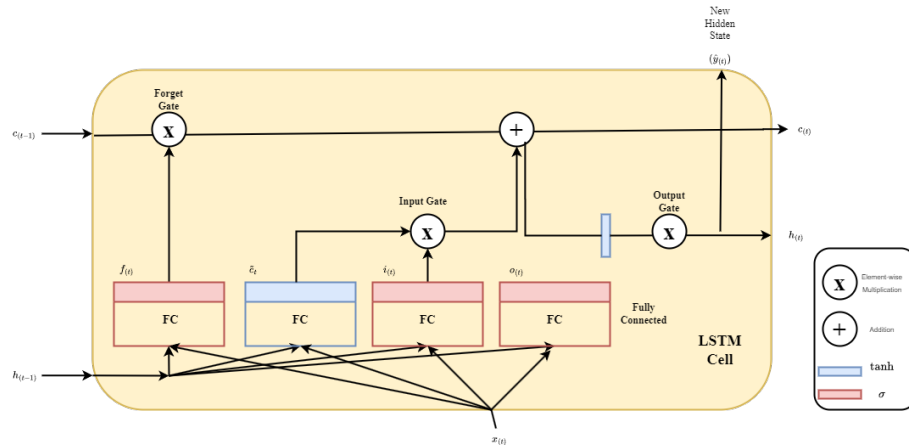 New
Hidden
State
(ŷ₍t₎)
Forget
Gate
c₍t−1₎
X
+
c₍t₎
Input Gate
Output
Gate
X
X
h₍t₎
f₍t₎
c̃ₜ
i₍t₎
o₍t₎
FC
FC
FC
FC
Fully
Connected
LSTM
Cell
h₍t−1₎
x₍t₎
X
Element-wise
Multiplication
+
Addition
tanh
σ